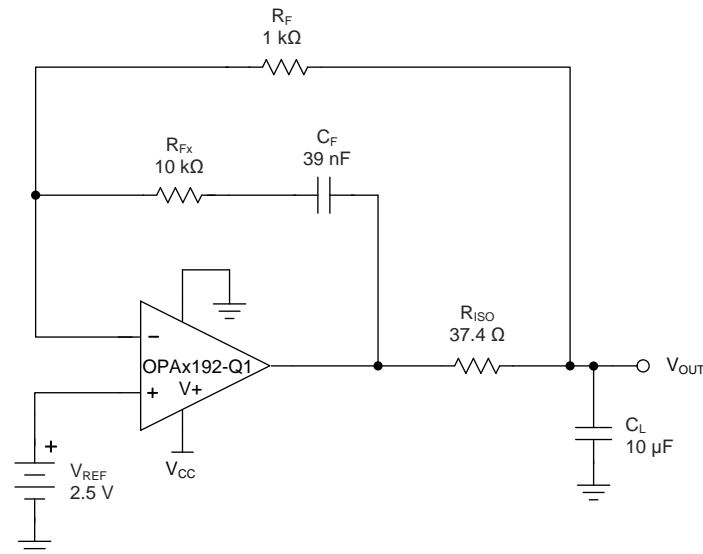 R_F
1 kΩ
R_Fx
10 kΩ
C_F
39 nF
−
OPAx192-Q1
+
V+
V_CC
+
V_REF
2.5 V
R_ISO
37.4 Ω
V_OUT
C_L
10 µF